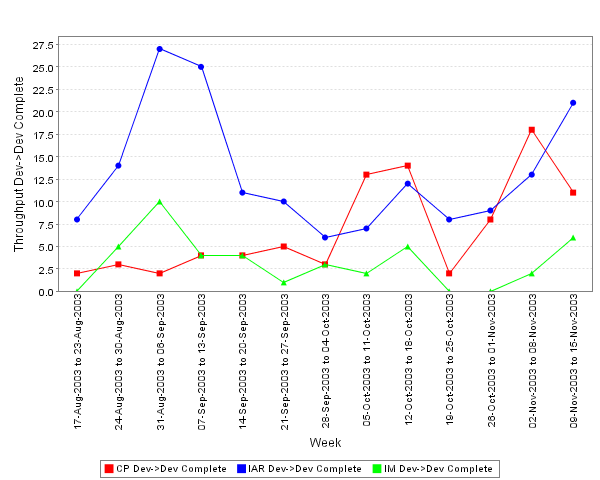 Throughput Dev->Dev Complete
27.5
25.0
22.5
20.0
17.5
15.0
12.5
10.0
7.5
5.0
2.5
0.0
17-Aug-2003 to 23-Aug-2003
24-Aug-2003 to 30-Aug-2003
31-Aug-2003 to 06-Sep-2003
07-Sep-2003 to 13-Sep-2003
14-Sep-2003 to 20-Sep-2003
21-Sep-2003 to 27-Sep-2003
28-Sep-2003 to 04-Oct-2003
05-Oct-2003 to 11-Oct-2003
12-Oct-2003 to 18-Oct-2003
19-Oct-2003 to 25-Oct-2003
26-Oct-2003 to 01-Nov-2003
02-Nov-2003 to 08-Nov-2003
09-Nov-2003 to 15-Nov-2003
Week
CP Dev->Dev Complete
IAR Dev->Dev Complete
IM Dev->Dev Complete